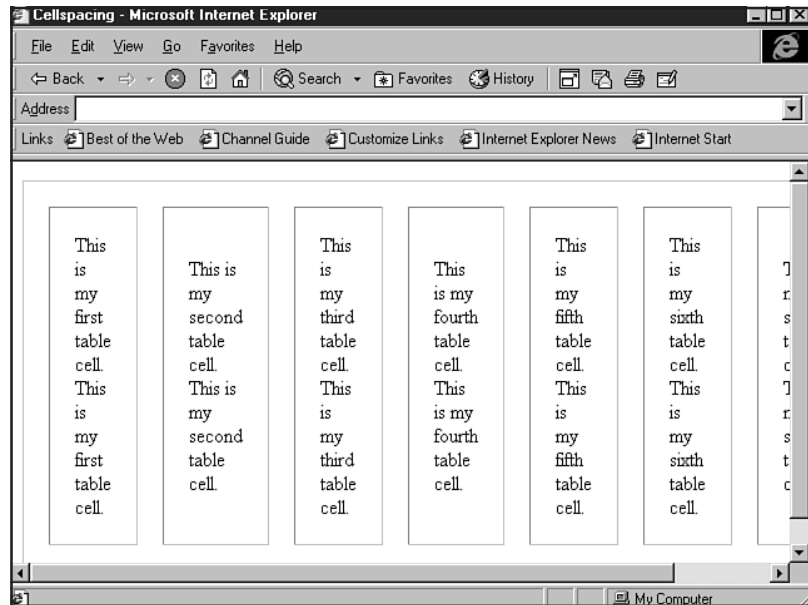 Cellspacing - Microsoft Internet Explorer
File Edit View Go Favorites Help
Back Search Favorites History
Address
Links Best of the Web Channel Guide Customize Links Internet Explorer News Internet Start
This
is
my
first
table
cell.
This
is
my
first
table
cell.
This is
my
second
table
cell.
This is
my
second
table
cell.
This
is
my
third
table
cell.
This
is
my
third
table
cell.
This
is my
fourth
table
cell.
This
is my
fourth
table
cell.
This
is
my
fifth
table
cell.
This
is
my
fifth
table
cell.
This
is
my
sixth
table
cell.
This
is
my
sixth
table
cell.
My Computer